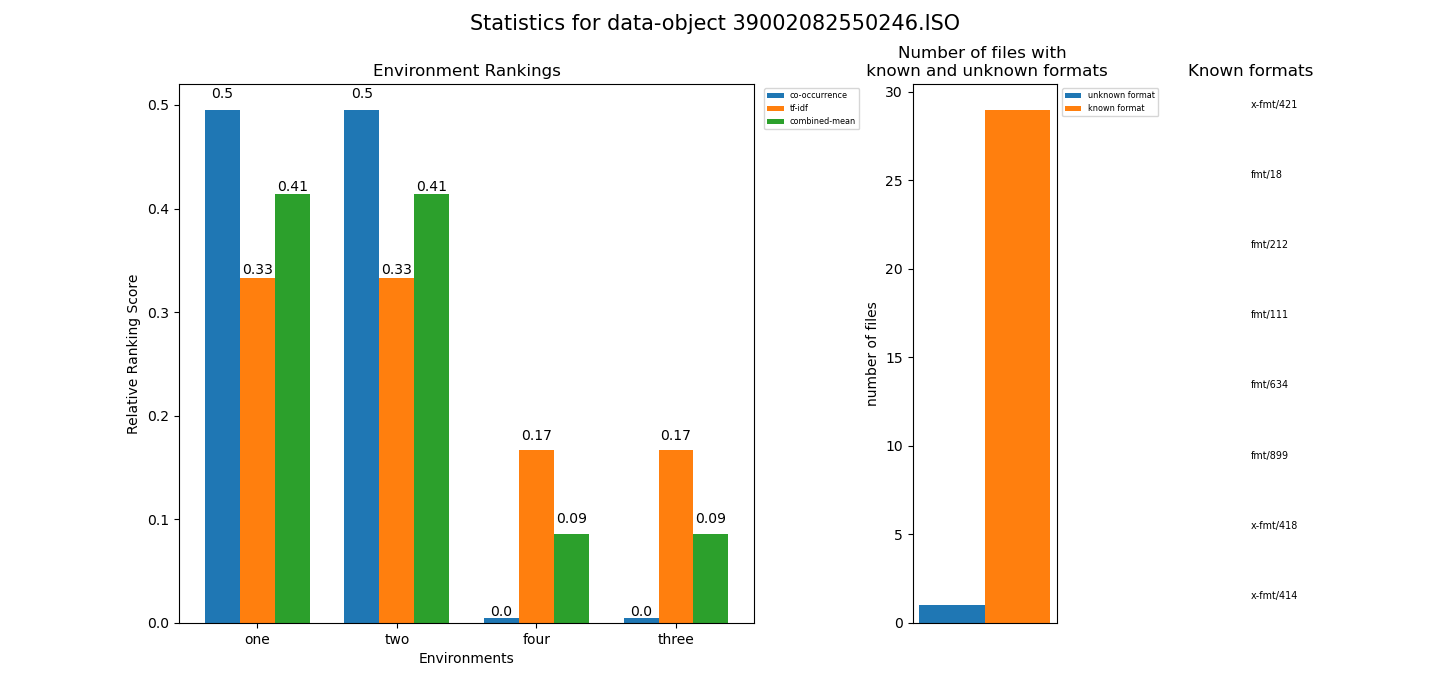 Statistics for data-object 39002082550246.ISO
Environment Rankings
Relative Ranking Score
0.5
0.4
0.3
0.2
0.1
0.0
0.5
0.33
0.41
0.5
0.33
0.41
0.0
0.17
0.09
0.0
0.17
0.09
one
two
four
three
Environments
co-occurrence
tf-idf
combined-mean
Number of files with
known and unknown formats
number of files
30
25
20
15
10
5
0
unknown format
known format
Known formats
x-fmt/421
fmt/18
fmt/212
fmt/111
fmt/634
fmt/899
x-fmt/418
x-fmt/414